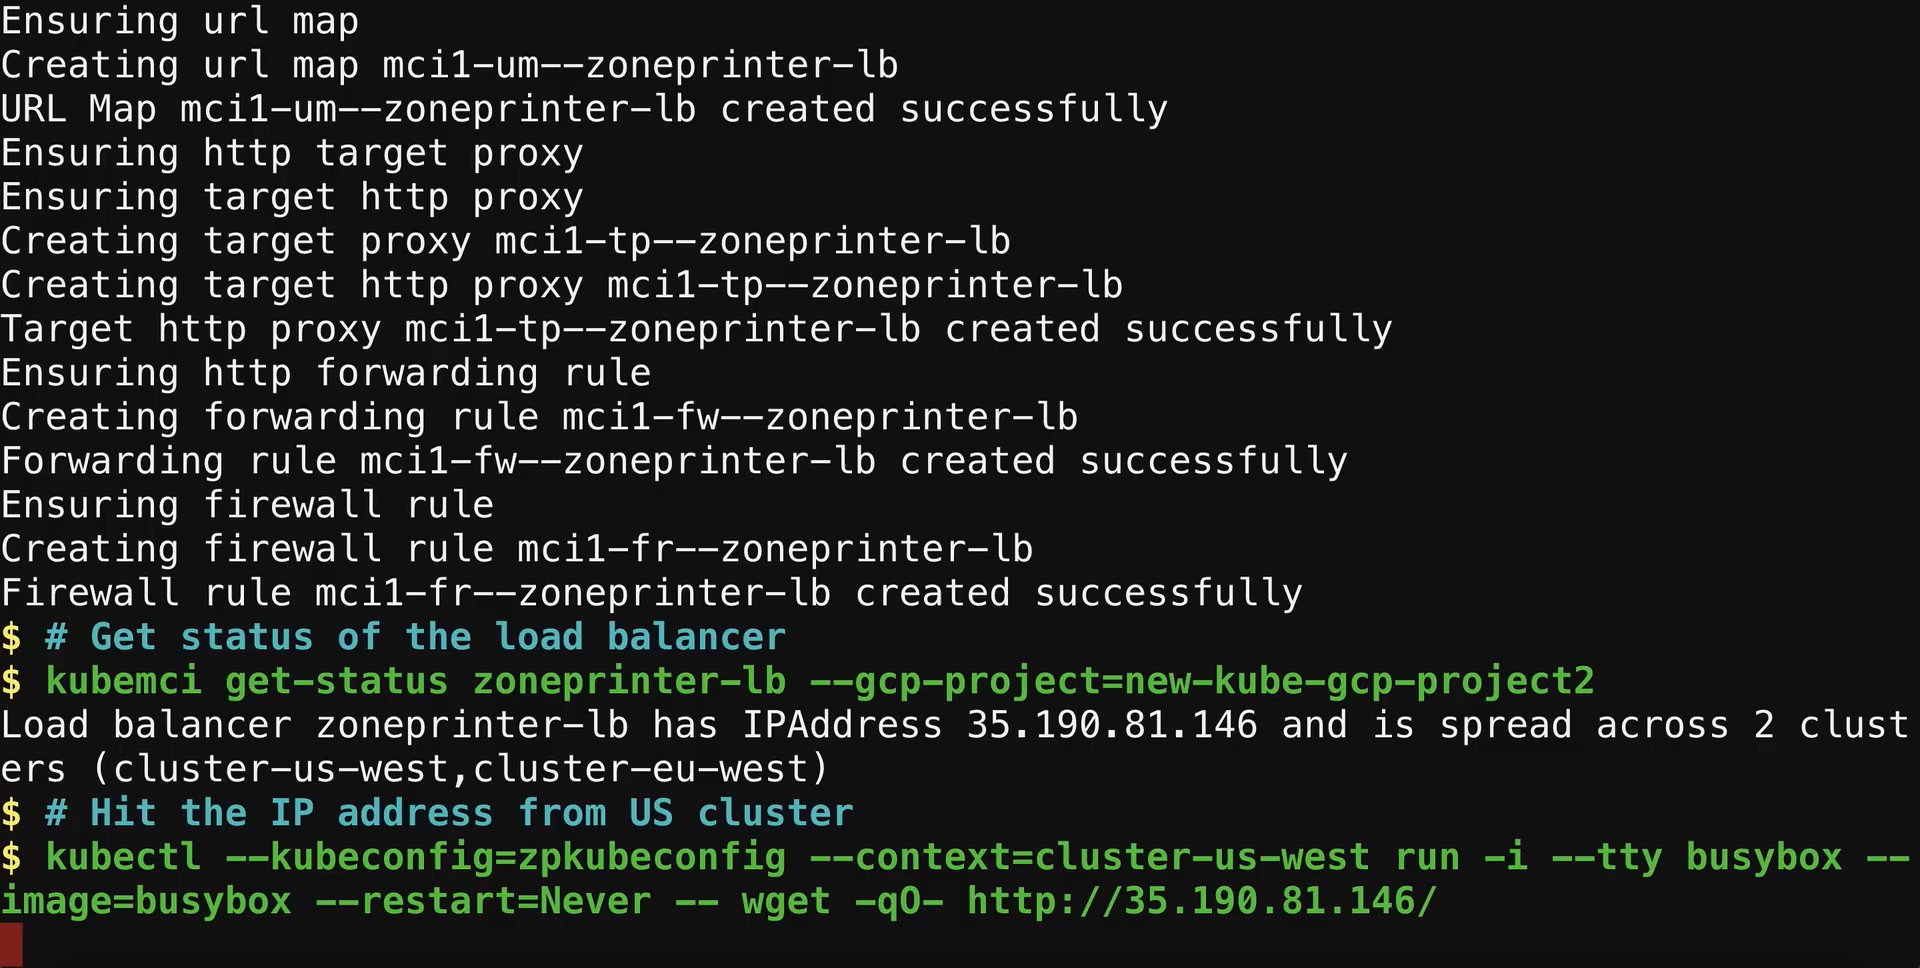 Ensuring url map
Creating url map mci1-um--zoneprinter-lb
URL Map mci1-um--zoneprinter-lb created successfully
Ensuring http target proxy
Ensuring target http proxy
Creating target proxy mci1-tp--zoneprinter-lb
Creating target http proxy mci1-tp--zoneprinter-lb
Target http proxy mci1-tp--zoneprinter-lb created successfully
Ensuring http forwarding rule
Creating forwarding rule mci1-fw--zoneprinter-lb
Forwarding rule mci1-fw--zoneprinter-lb created successfully
Ensuring firewall rule
Creating firewall rule mci1-fr--zoneprinter-lb
Firewall rule mci1-fr--zoneprinter-lb created successfully
$ # Get status of the load balancer
$ kubemci get-status zoneprinter-lb --gcp-project=new-kube-gcp-project2
Load balancer zoneprinter-lb has IPAddress 35.190.81.146 and is spread across 2 clust
ers (cluster-us-west,cluster-eu-west)
$ # Hit the IP address from US cluster
$ kubectl --kubeconfig=zpkubeconfig --context=cluster-us-west run -i --tty busybox --
image=busybox --restart=Never -- wget -qO- http://35.190.81.146/